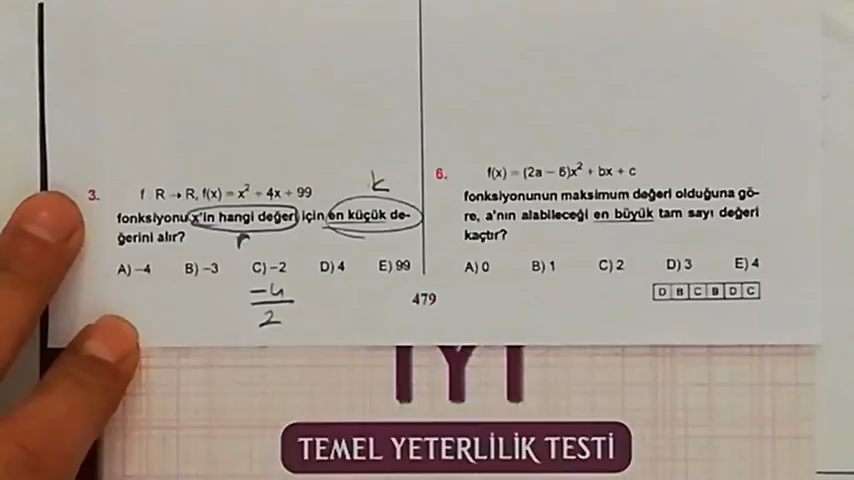 3. f : R → R, f(x) = x² + 4x + 99
fonksiyonu x'in hangi değeri için en küçük de-
ğerini alır?
A) –4 B) –3 C) –2 D) 4 E) 99
k
r
–4
2
6. f(x) = (2a – 6)x² + bx + c
fonksiyonunun maksimum değeri olduğuna gö-
re, a'nın alabileceği en büyük tam sayı değeri
kaçtır?
A) 0 B) 1 C) 2 D) 3 E) 4
D B C B D C
479
TYT
TEMEL YETERLİLİK TESTİ